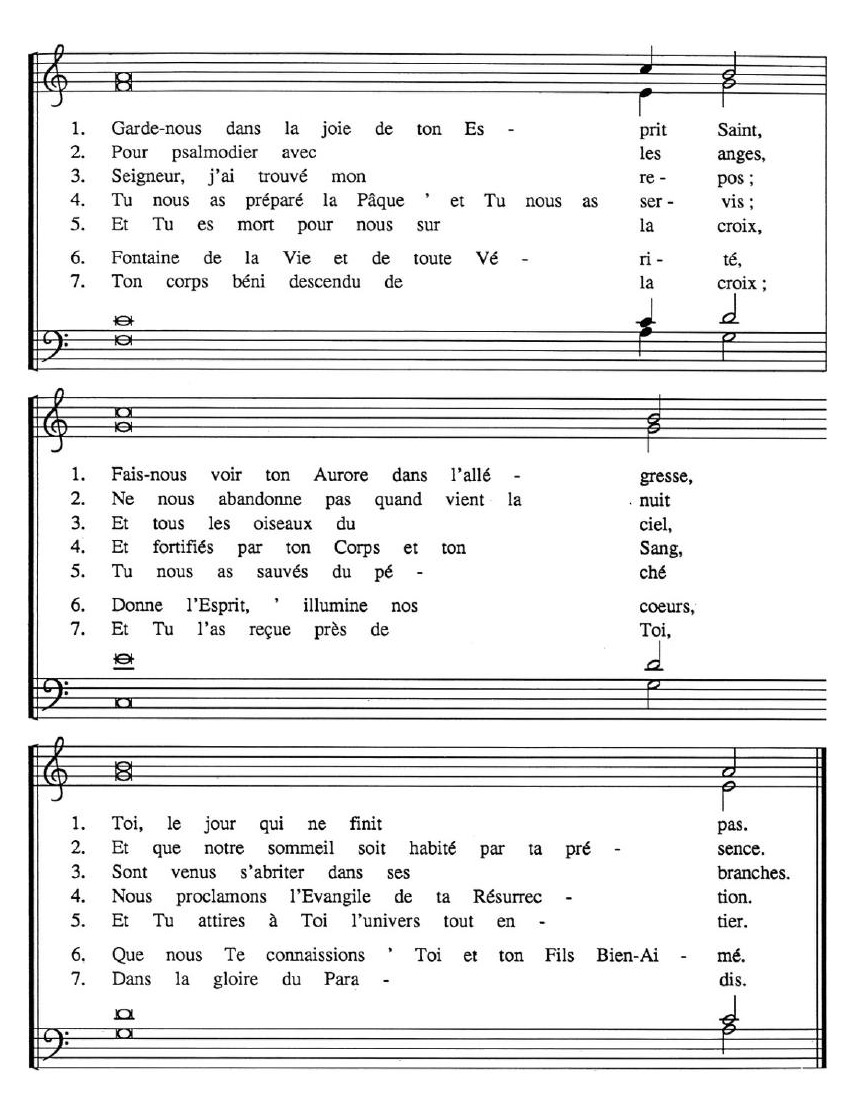 1. Garde-nous dans la joie de ton Es - prit Saint,
2. Pour psalmodier avec les anges,
3. Seigneur, j'ai trouvé mon re - pos ;
4. Tu nous as préparé la Pâque ' et Tu nous as ser - vis ;
5. Et Tu es mort pour nous sur la croix,
6. Fontaine de la Vie et de toute Vé - ri - té,
7. Ton corps béni descendu de la croix ;
1. Fais-nous voir ton Aurore dans l'allé - gresse,
2. Ne nous abandonne pas quand vient la nuit
3. Et tous les oiseaux du ciel,
4. Et fortifiés par ton Corps et ton Sang,
5. Tu nous as sauvés du pé - ché
6. Donne l'Esprit, ' illumine nos coeurs,
7. Et Tu l'as reçue près de Toi,
1. Toi, le jour qui ne finit pas.
2. Et que notre sommeil soit habité par ta pré - sence.
3. Sont venus s'abriter dans ses branches.
4. Nous proclamons l'Evangile de ta Résurrec - tion.
5. Et Tu attires à Toi l'univers tout en - tier.
6. Que nous Te connaissions ' Toi et ton Fils Bien-Ai - mé.
7. Dans la gloire du Para - dis.